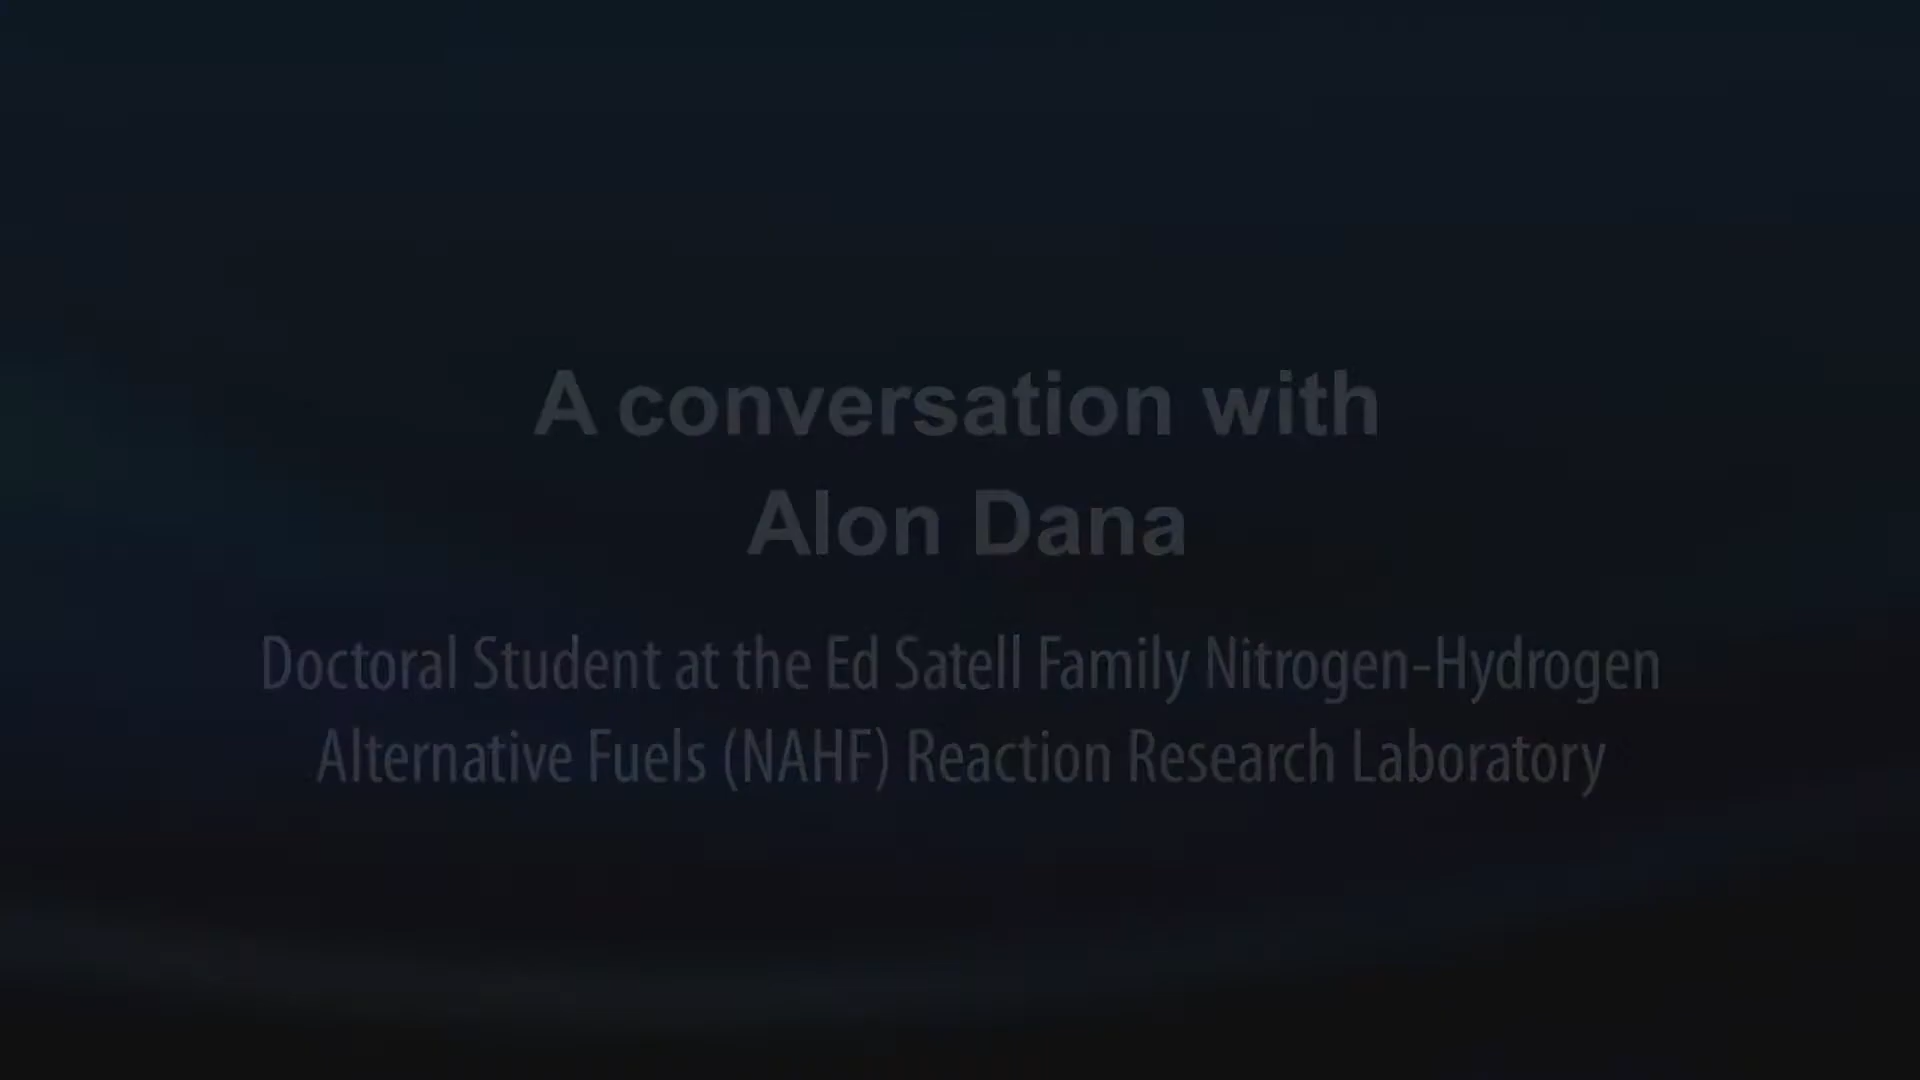 A conversation with
Alon Dana
Doctoral Student at the Ed Satell Family Nitrogen-Hydrogen
Alternative Fuels (NAHF) Reaction Research Laboratory